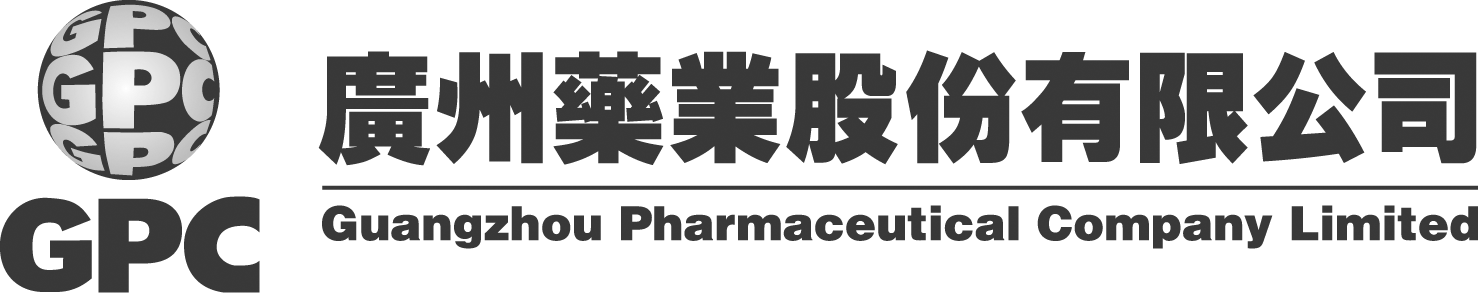 GPC
GPC
GPC
GPC
廣州藥業股份有限公司
Guangzhou Pharmaceutical Company Limited